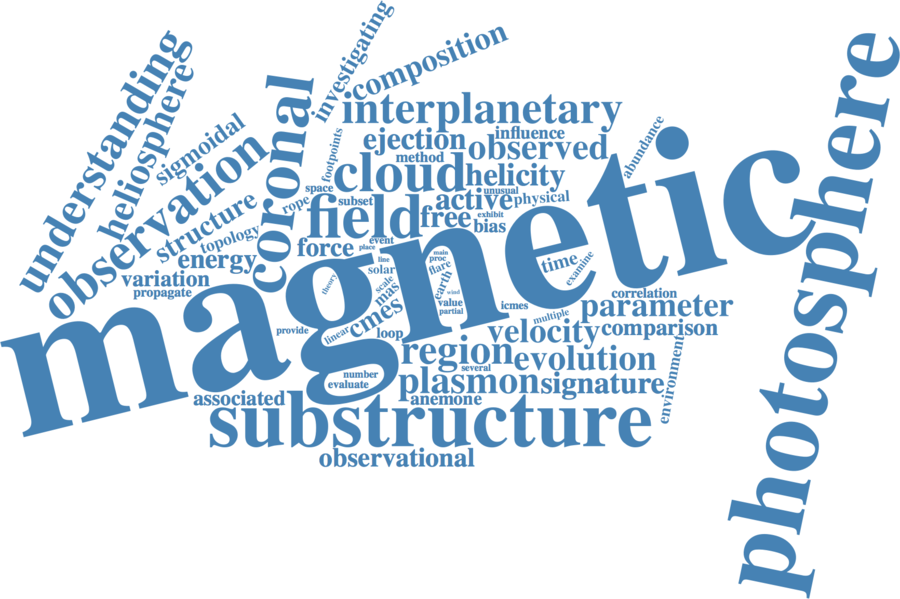 investigating
composition
understanding
heliosphere
coronal
interplanetary
photosphere
sigmoidal
observation
footpoints
ejection
influence
observed
abundance
method
cloud
helicity
magnetic
space
rope
subset
active
unusual
physical
structure
topology
field
free
exhibit
bias
energy
force
event
place
variation
propagate
theory
line
solar
scale
mas
main
proc
flare
earth
wind
value
partial
time
examine
correlation
parameter
icmes
multiple
provide
linear
cmes
loop
velocity
comparison
region
evolution
several
environment
number
evaluate
plasmon
signature
associated
anemone
substructure
observational